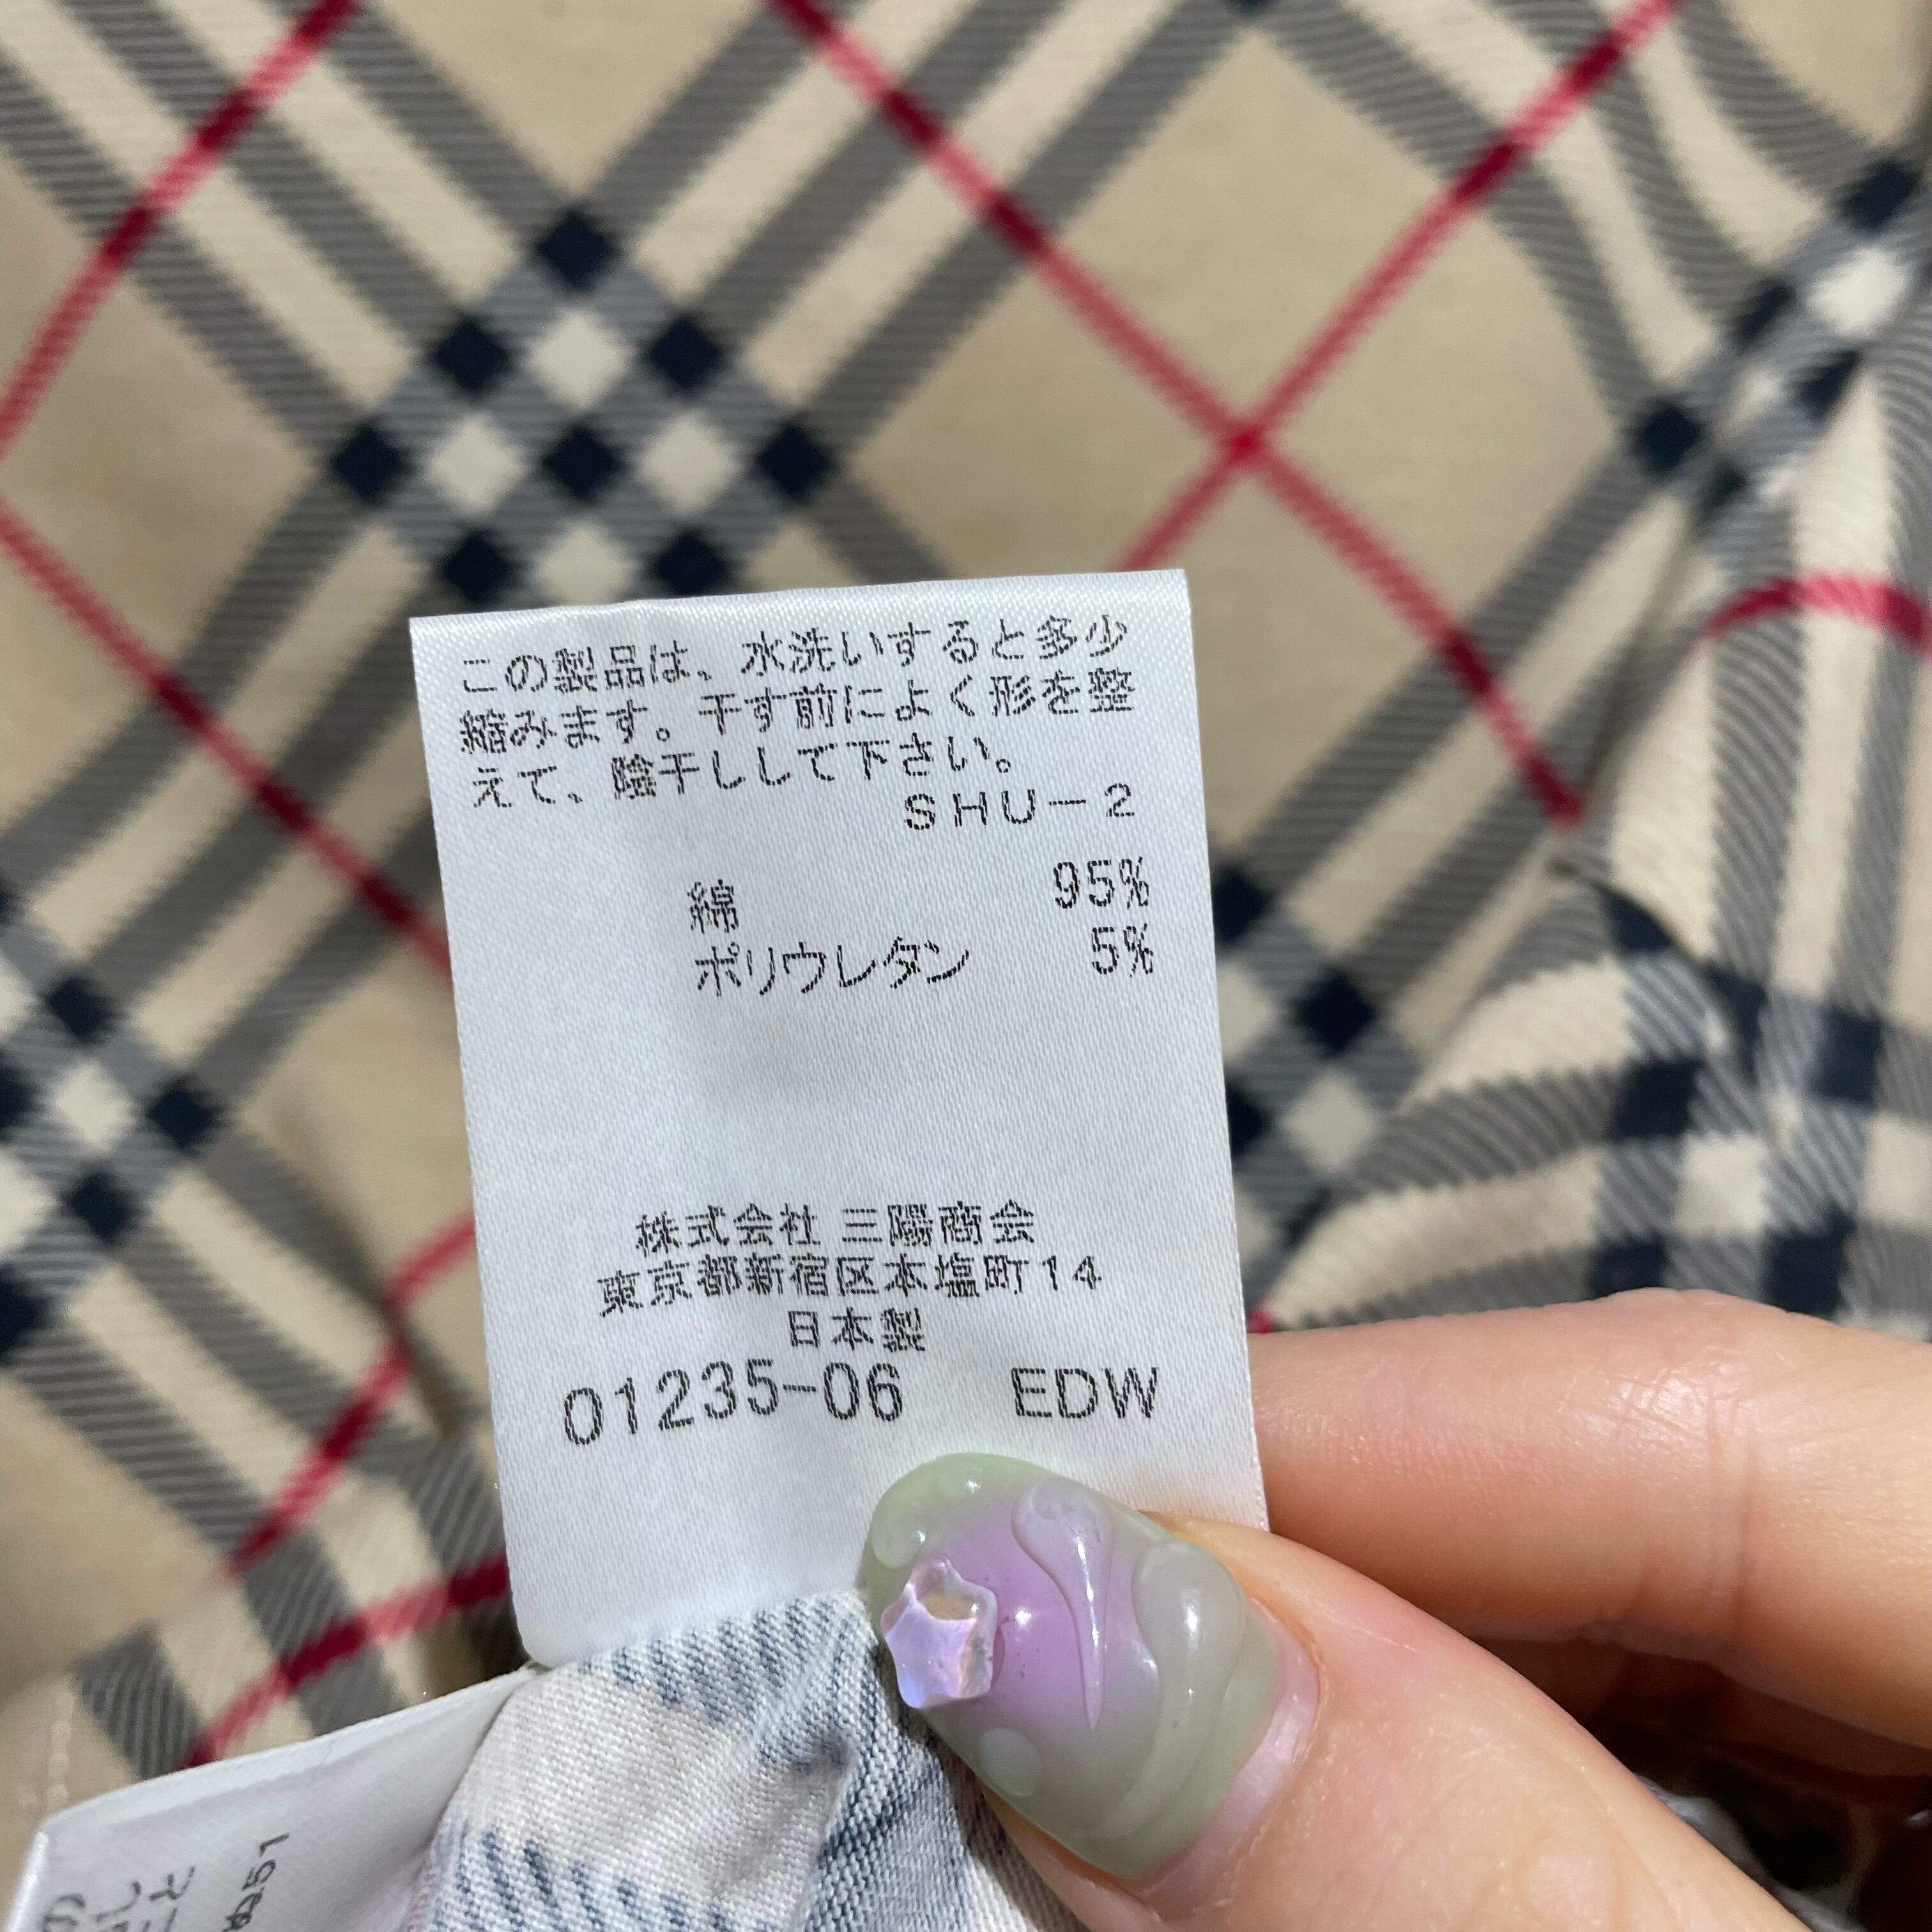 この製品は、水洗いすると多少
縮みます。干す前によく形を整
えて、陰干しして下さい。
SHU-2
綿 95%
ポリウレタン 5%
株式会社 三陽商会
東京都新宿区本塩町14
日本製
01235-06 EDW